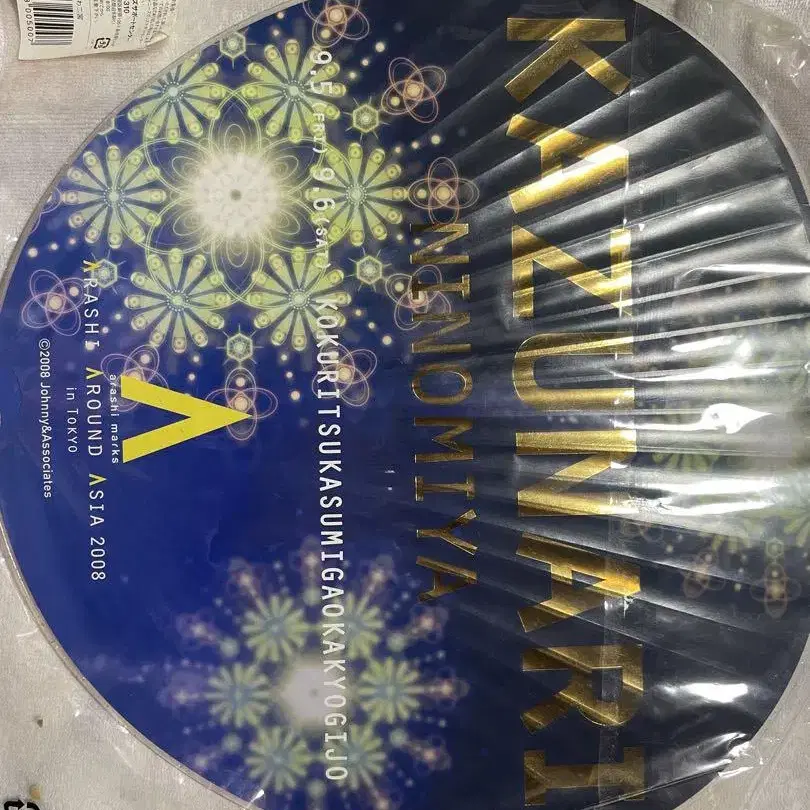 KAZUNARI
NINOMIYA
9.5 (FRI) 9.6 (SAT) KOKURITSUKASUMIGAOKAKYOGIJO
arashi marks
ARASHI AROUND ASIA 2008
in TOKYO
©2008 Johnny&Associates